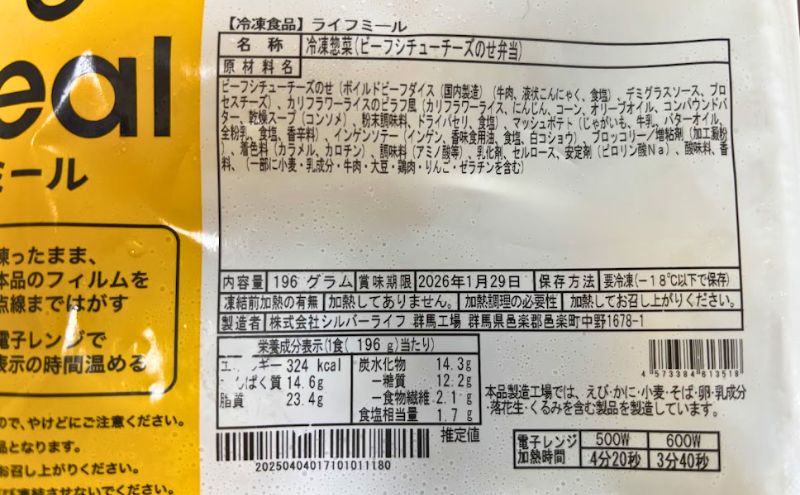 eal
ミール
凍ったまま、
本品のフィルムを
点線まではがす
電子レンジで
表示の時間温める
ので、やけどにご注意ください。
品となります。
お召し上がりください。
び凍結させないでください。
【冷凍食品】ライフミール
名 称 冷凍惣菜(ビーフシチューチーズのせ弁当)
原材料名
ビーフシチューチーズのせ(ボイルドビーフダイス(国内製造)(牛肉、液状こんにゃく、食塩)、デミグラスソース、プロ
セスチーズ)、カリフラワーライスのピラフ風(カリフラワーライス、にんじん、コーン、オリーブオイル、コンパウンドバ
ター、乾燥スープ(コンソメ)、粉末調味料、ドライパセリ、食塩)、マッシュポテト(じゃがいも、牛乳、バターオイル、
全粉乳、食塩、香辛料)、インゲンソテー(インゲン、香味食用油、食塩、白コショウ)、ブロッコリー/増粘剤(加工澱粉
)、着色料(カラメル、カロチン)、調味料(アミノ酸等)、乳化剤、セルロース、安定剤(ピロリン酸Na)、酸味料、香
料、(一部に小麦・乳成分・牛肉・大豆・鶏肉・りんご・ゼラチンを含む)
内容量 196 グラム 賞味期限 2026年1月29日 保存方法 要冷凍(-18℃以下で保存)
凍結前加熱の有無 加熱してありません。 加熱調理の必要性 加熱してお召し上がりください。
製造者 株式会社シルバーライフ 群馬工場 群馬県邑楽郡邑楽町中野1678-1
栄養成分表示(1食(196g)当たり)
エネルギー 324 kcal
たんぱく質 14.6g
脂質 23.4g
炭水化物 14.3g
―糖質 12.2g
―食物繊維 2.1g
食塩相当量 1.7g
推定値
20250404017101011180
4573384613518
本品製造工場では、えび・かに・小麦・そば・卵・乳成分
・落花生・くるみを含む製品を製造しています。
電子レンジ加熱時間 500W 600W
4分20秒 3分40秒